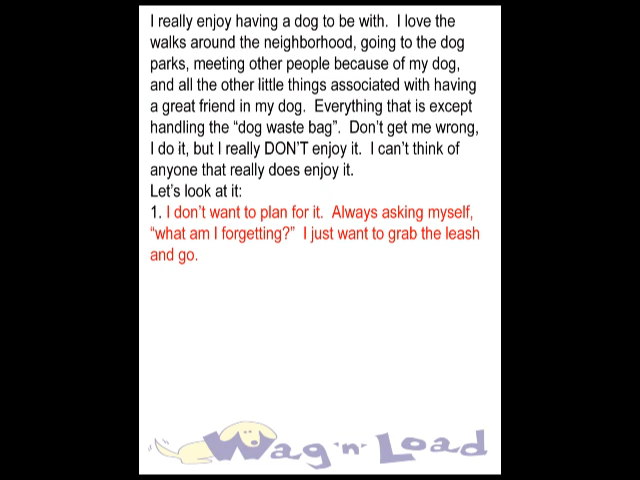 I really enjoy having a dog to be with.  I love the
walks around the neighborhood, going to the dog
parks, meeting other people because of my dog,
and all the other little things associated with having
a great friend in my dog.  Everything that is except
handling the “dog waste bag”.  Don’t get me wrong,
I do it, but I really DON’T enjoy it.  I can’t think of
anyone that really does enjoy it.
Let’s look at it:
1. I don’t want to plan for it.  Always asking myself,
“what am I forgetting?”  I just want to grab the leash
and go.
Wag 'n' Load